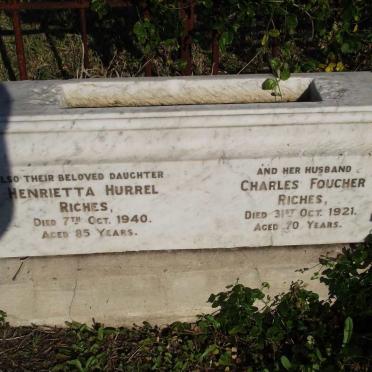 ALSO THEIR BELOVED DAUGHTER
HENRIETTA HURREL
RICHES,
DIED 7TH OCT. 1940.
AGED 85 YEARS.
AND HER HUSBAND
CHARLES FOUCHER
RICHES,
DIED 31ST OCT. 1921.
AGED 70 YEARS.